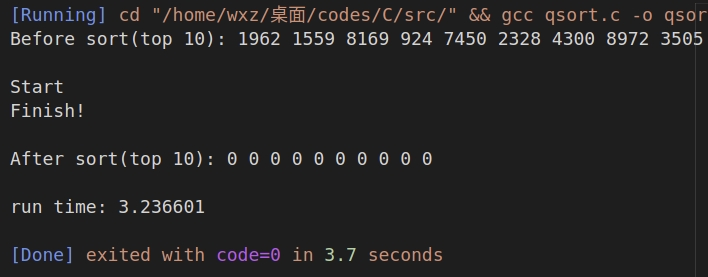 [Running] cd "/home/wxz/桌面/codes/C/src/" && gcc qsort.c -o qsor
Before sort(top 10): 1962 1559 8169 924 7450 2328 4300 8972 3505
Start
Finish!
After sort(top 10): 0 0 0 0 0 0 0 0 0 0
run time: 3.236601
[Done] exited with code=0 in 3.7 seconds